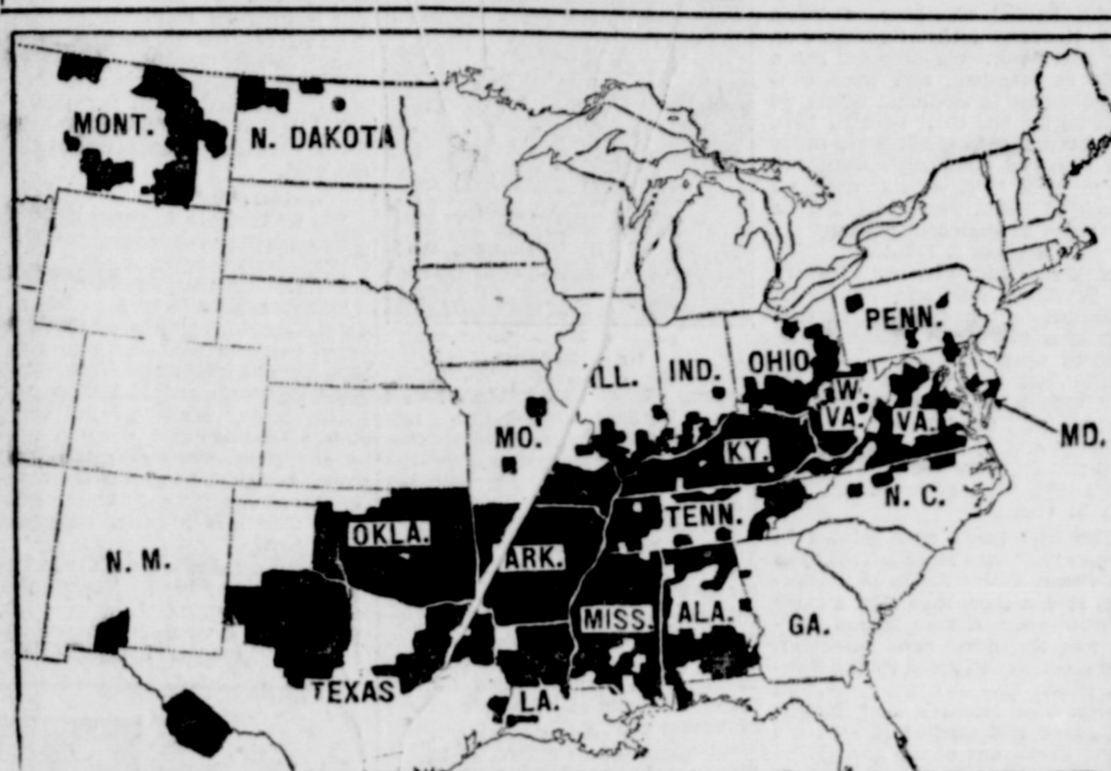 MONT.
N. DAKOTA
PENN.
OHIO
ILL.
IND.
W.
VA.
VA.
MO.
MD.
KY.
N. C.
TENN.
OKLA.
ARK.
N. M.
MISS.
ALA.
GA.
TEXAS
LA.